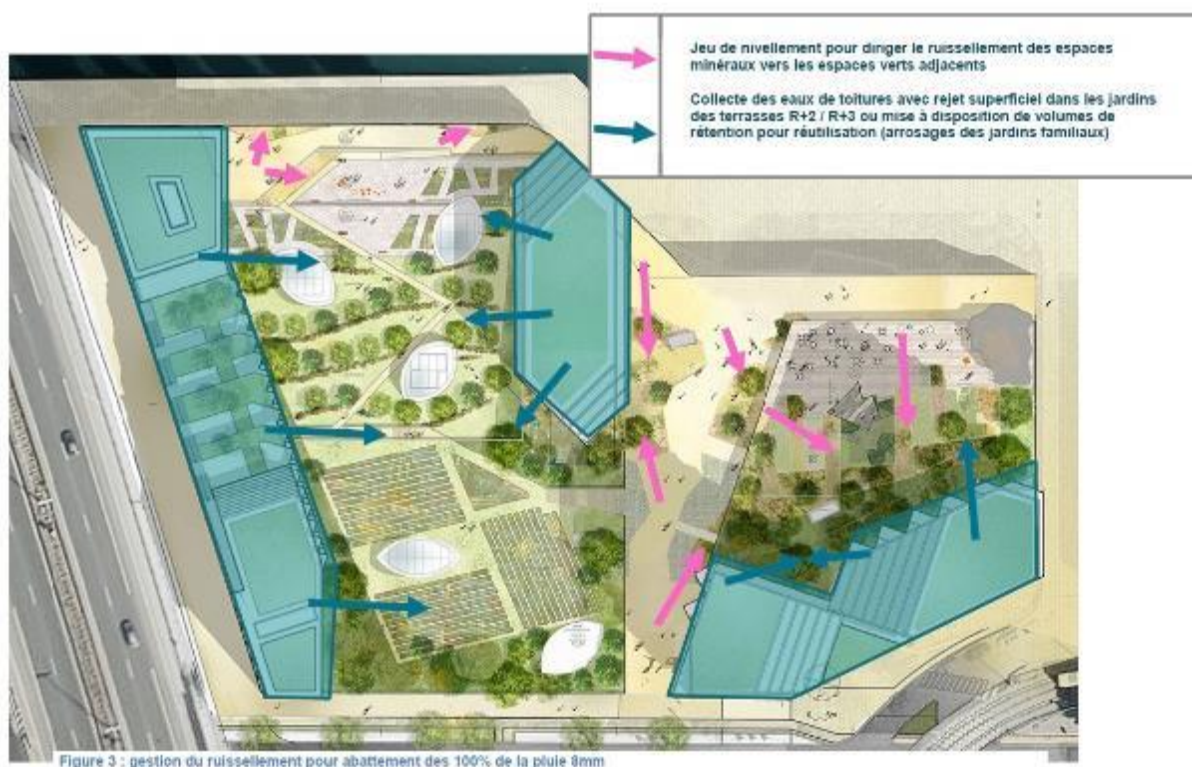 Jeu de nivellement pour diriger le ruissellement des espaces
minéraux vers les espaces verts adjacents
Collecte des eaux de toitures avec rejet superficiel dans les jardins
des terrasses R+2 / R+3 ou mise à disposition de volumes de
rétention pour réutilisation (arrosages des jardins familiaux)
Figure 3 : gestion du ruissellement pour abattement des 100% de la pluie 8mm